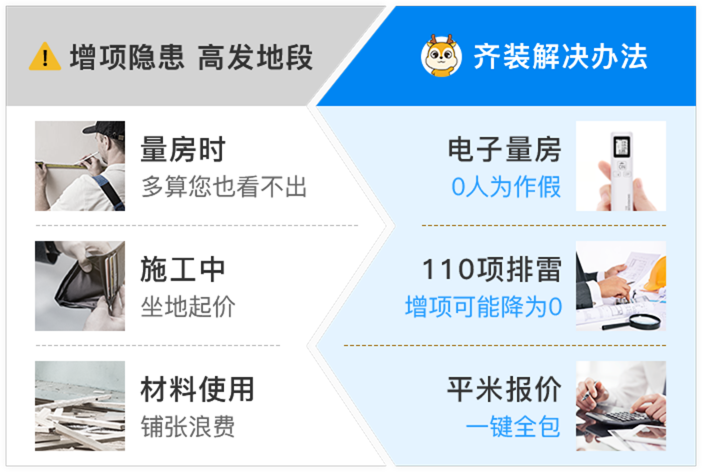 增项隐患 高发地段
齐装解决办法
量房时
多算您也看不出
电子量房
0人为作假
施工中
坐地起价
110项排雷
增项可能降为0
材料使用
铺张浪费
平米报价
一键全包